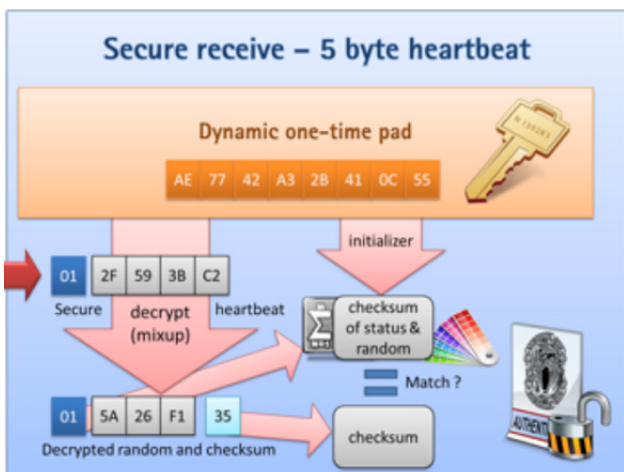 Secure receive – 5 byte heartbeat
Dynamic one-time pad
AE 77 42 A3 2B 41 0C 55
initializer
01 2F 59 3B C2
Secure decrypt heartbeat
(mixup)
checksum
of status &
random
Match ?
01 5A 26 F1 35
Decrypted random and checksum
checksum